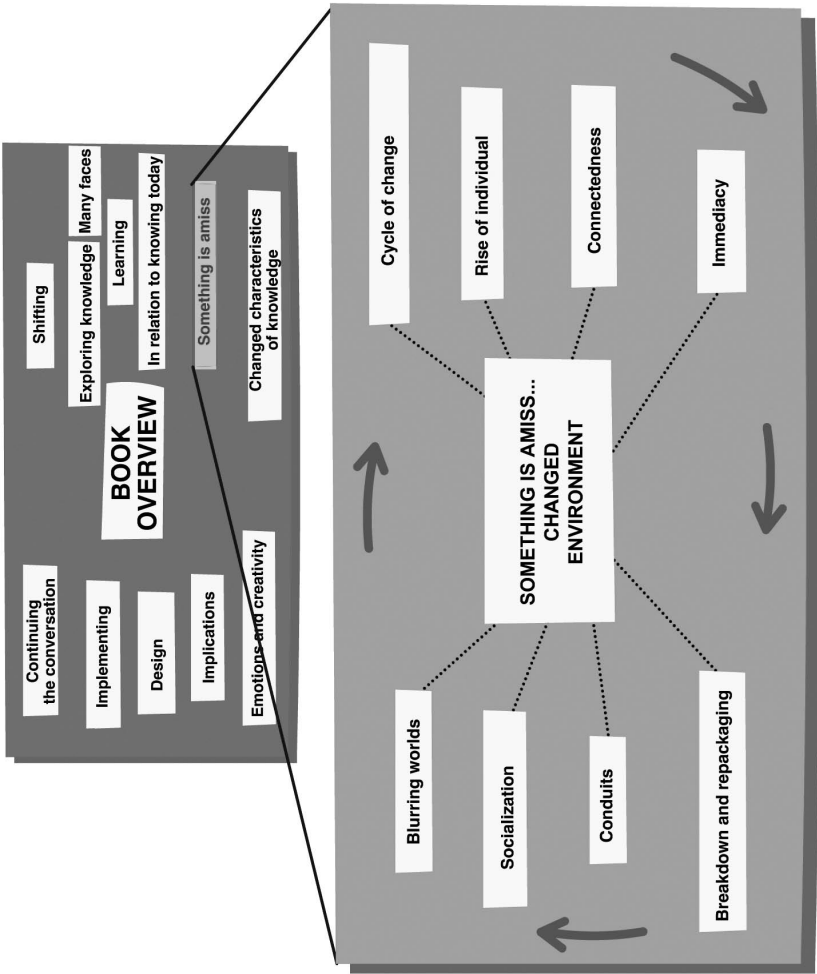 BOOK
OVERVIEW
Shifting
Exploring knowledge
Many faces
Learning
In relation to knowing today
Something is amiss
Changed characteristics
of knowledge
Continuing
the conversation
Implementing
Design
Implications
Emotions and creativity
SOMETHING IS AMISS...
CHANGED
ENVIRONMENT
Cycle of change
Rise of individual
Connectedness
Immediacy
Blurring worlds
Socialization
Conduits
Breakdown and repackaging